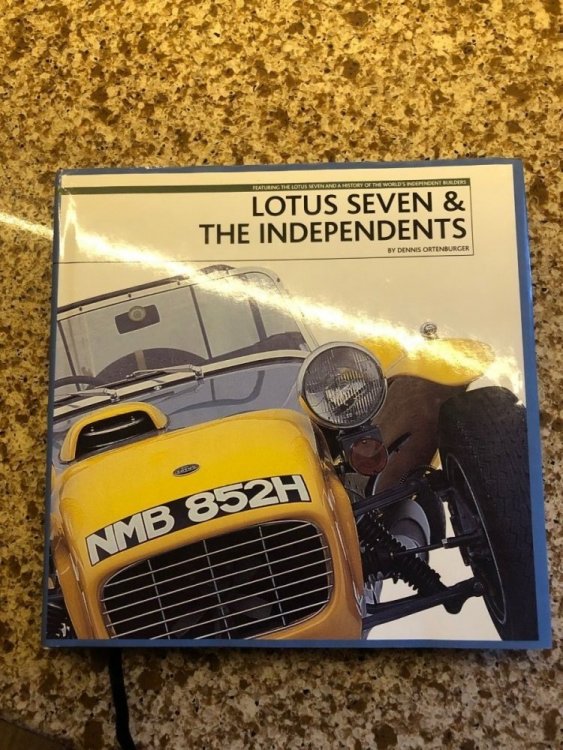 FEATURING THE LOTUS SEVEN AND A HISTORY OF THE WORLD'S INDEPENDENT BUILDERS
LOTUS SEVEN &
THE INDEPENDENTS
BY DENNIS ORTENBURGER
LOTUS
NMB 852H